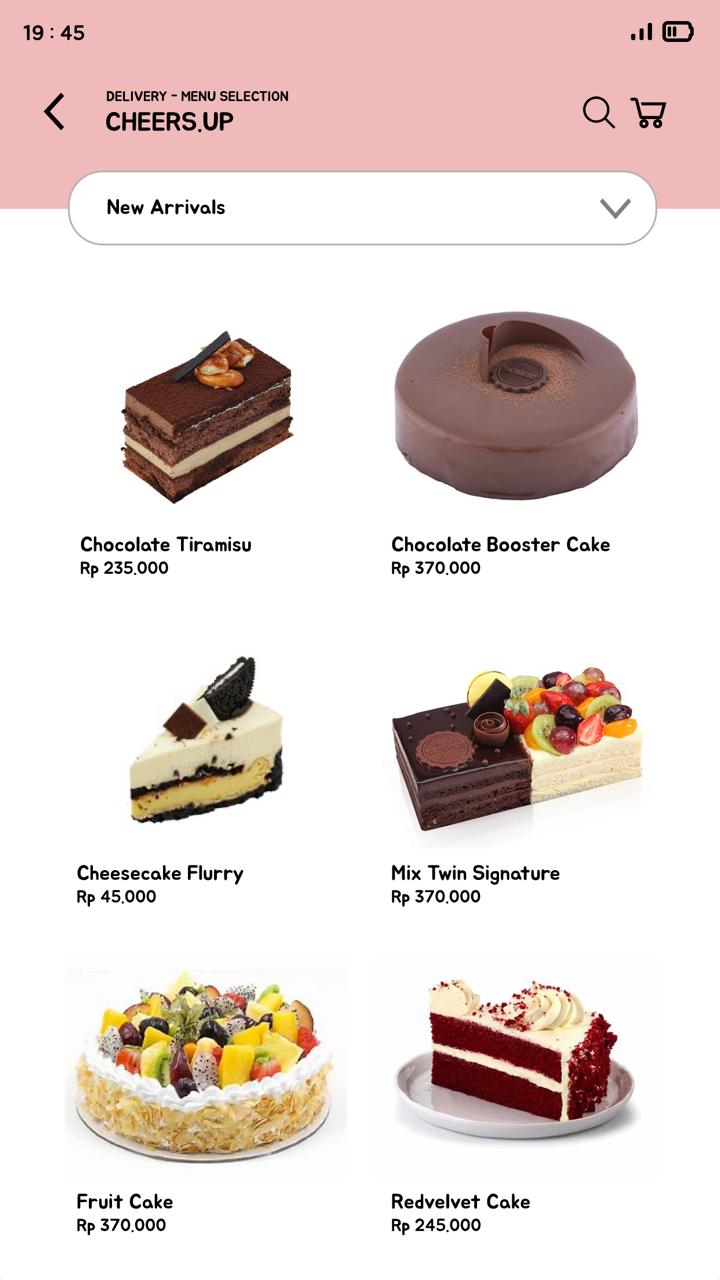 19 : 45
DELIVERY - MENU SELECTION
CHEERS.UP
New Arrivals
Chocolate Tiramisu
Rp 235.000
Chocolate Booster Cake
Rp 370.000
Cheesecake Flurry
Rp 45.000
Mix Twin Signature
Rp 370.000
Fruit Cake
Rp 370.000
Redvelvet Cake
Rp 245.000